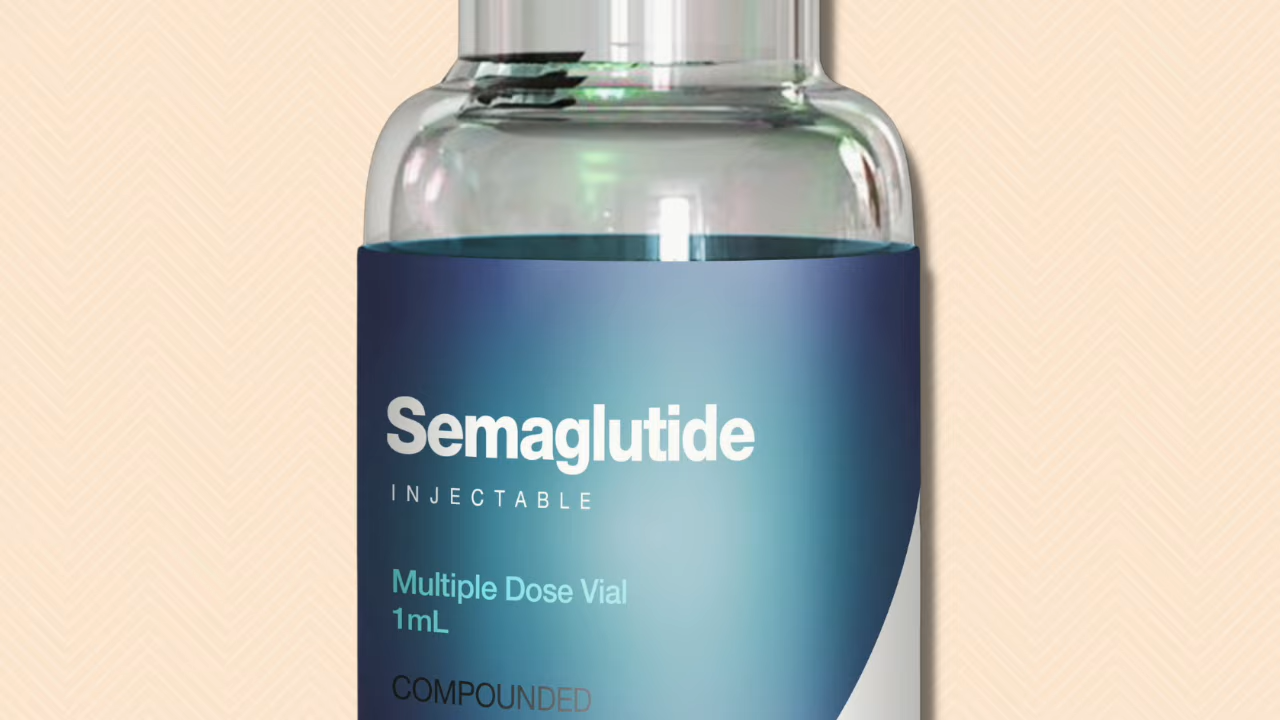 Semaglutide
INJECTABLE
Multiple Dose Vial
1mL
COMPOUNDED